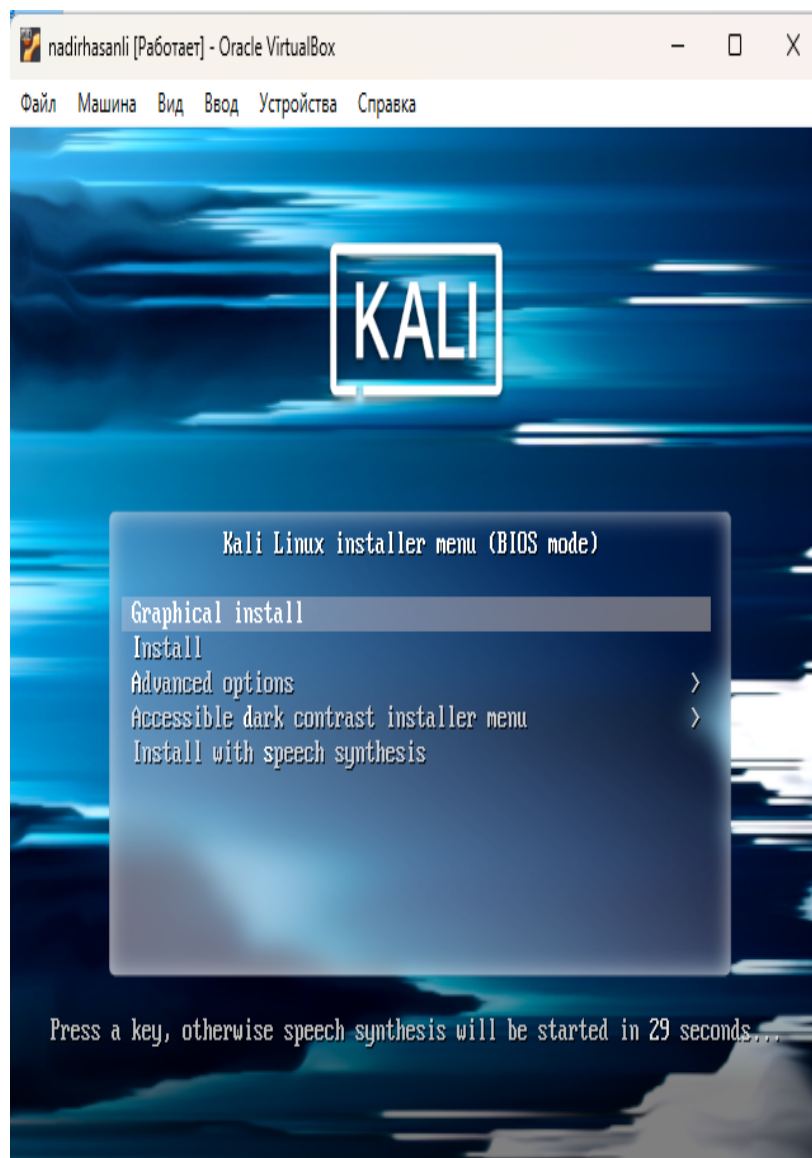 nadirhasanli [Работает] - Oracle VirtualBox
Файл Машина Вид Ввод Устройства Справка
KALI
Kali Linux installer menu (BIOS mode)
Graphical install
Install
Advanced options >
Accessible dark contrast installer menu >
Install with speech synthesis
Press a key, otherwise speech synthesis will be started in 29 seconds...